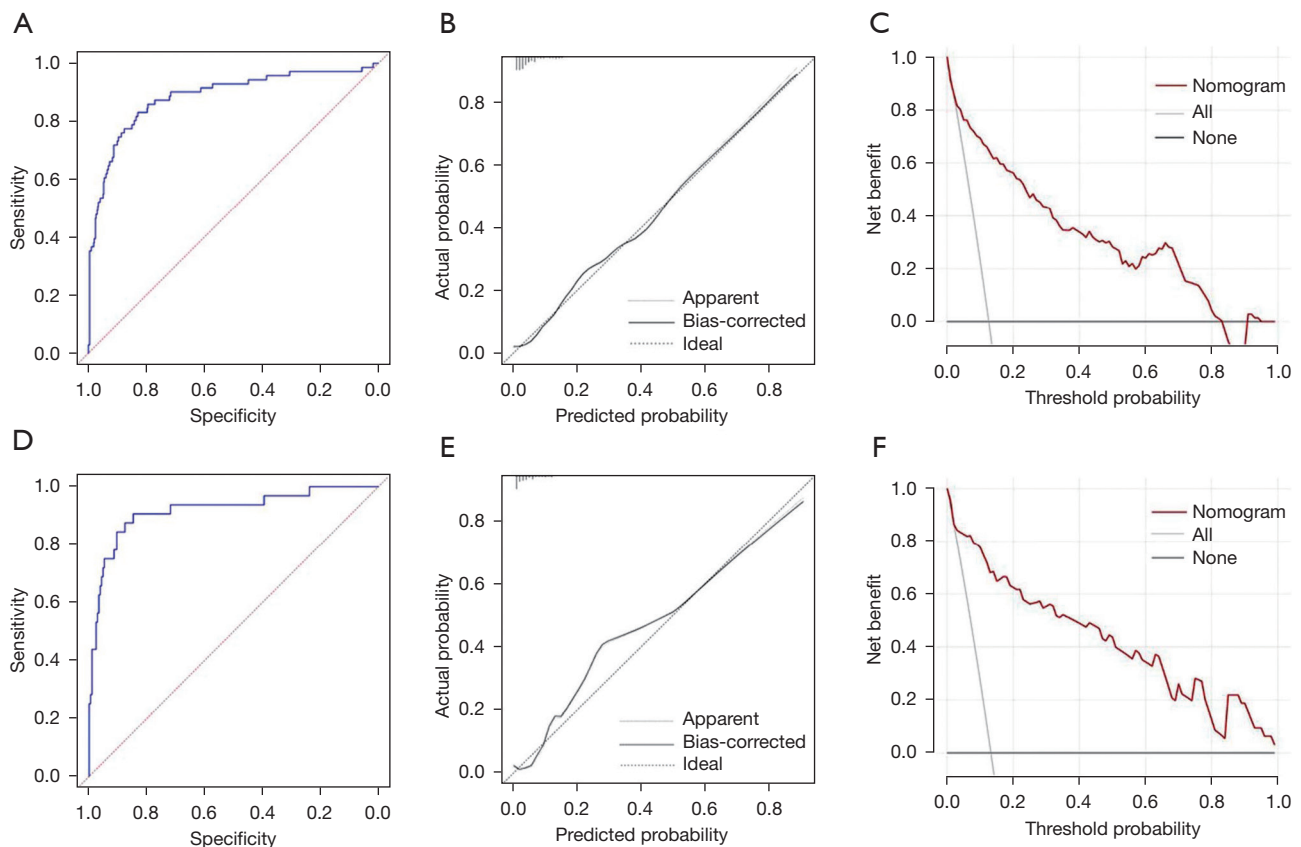 A
1.0
0.8
0.6
0.4
0.2
0.0
Sensitivity
1.0 0.8 0.6 0.4 0.2 0.0
Specificity
B
0.8
0.6
0.4
0.2
0.0
Actual probability
Apparent
Bias-corrected
Ideal
0.0 0.2 0.4 0.6 0.8
Predicted probability
C
1.0
0.8
0.6
0.4
0.2
0.0
Net benefit
Nomogram
All
None
0.0 0.2 0.4 0.6 0.8 1.0
Threshold probability
D
1.0
0.8
0.6
0.4
0.2
0.0
Sensitivity
1.0 0.8 0.6 0.4 0.2 0.0
Specificity
E
0.8
0.6
0.4
0.2
0.0
Actual probability
Apparent
Bias-corrected
Ideal
0.0 0.2 0.4 0.6 0.8
Predicted probability
F
1.0
0.8
0.6
0.4
0.2
0.0
Net benefit
Nomogram
All
None
0.0 0.2 0.4 0.6 0.8 1.0
Threshold probability